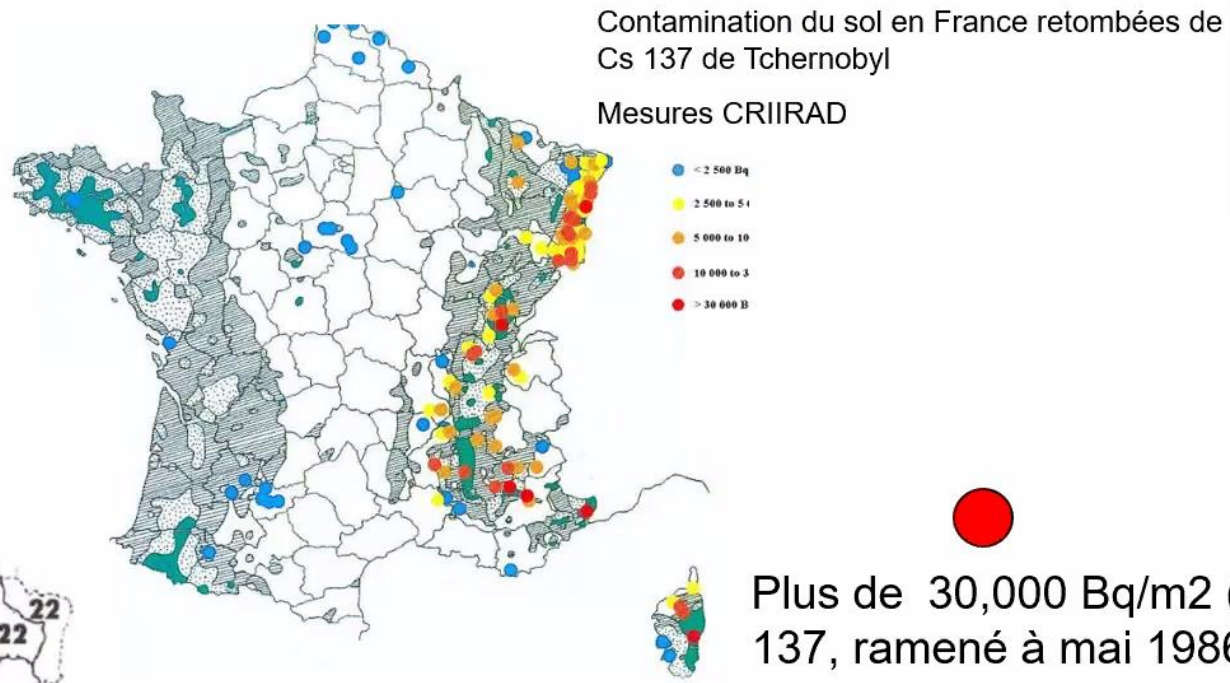 Contamination du sol en France retombées de
Cs 137 de Tchernobyl
Mesures CRIIRAD
< 2 500 Bq
2 500 to 5
5 000 to 10
10 000 to 3
> 30 000 B
Plus de 30,000 Bq/m2
137, ramené à mai 1986
22
22